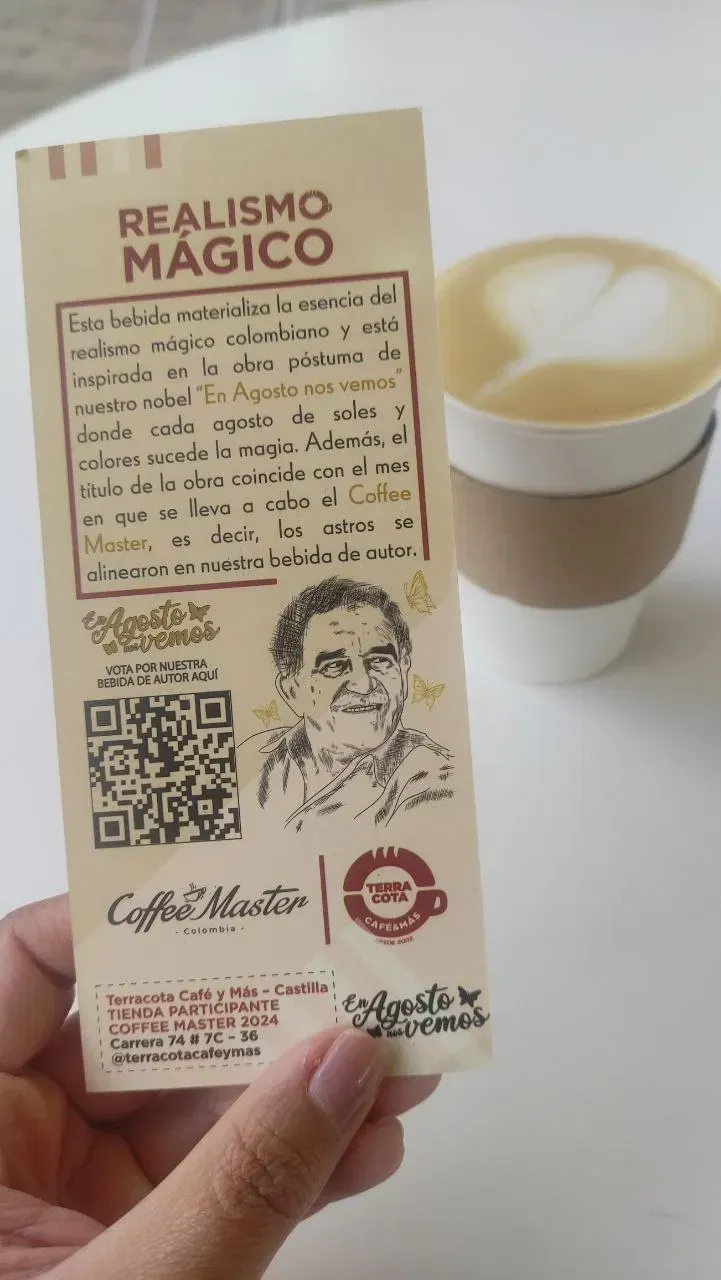 REALISMO
MÁGICO
Esta bebida materializa la esencia del
realismo mágico colombiano y está
inspirada en la obra póstuma de
nuestro nobel "En Agosto nos vemos"
donde cada agosto de soles y
colores sucede la magia. Además, el
título de la obra coincide con el mes
en que se lleva a cabo el Coffee
Master, es decir, los astros se
alinearon en nuestra bebida de autor.
En Agosto
nos vemos
VOTA POR NUESTRA
BEBIDA DE AUTOR AQUÍ
Coffee Master
- Colombia -
TERRA
COTA
CAFÉ&MÁS
DESDE 2008
Terracota Café y Más – Castilla
TIENDA PARTICIPANTE
COFFEE MASTER 2024
Carrera 74 # 7C – 36
@terracotacafeymas
En Agosto
nos vemos